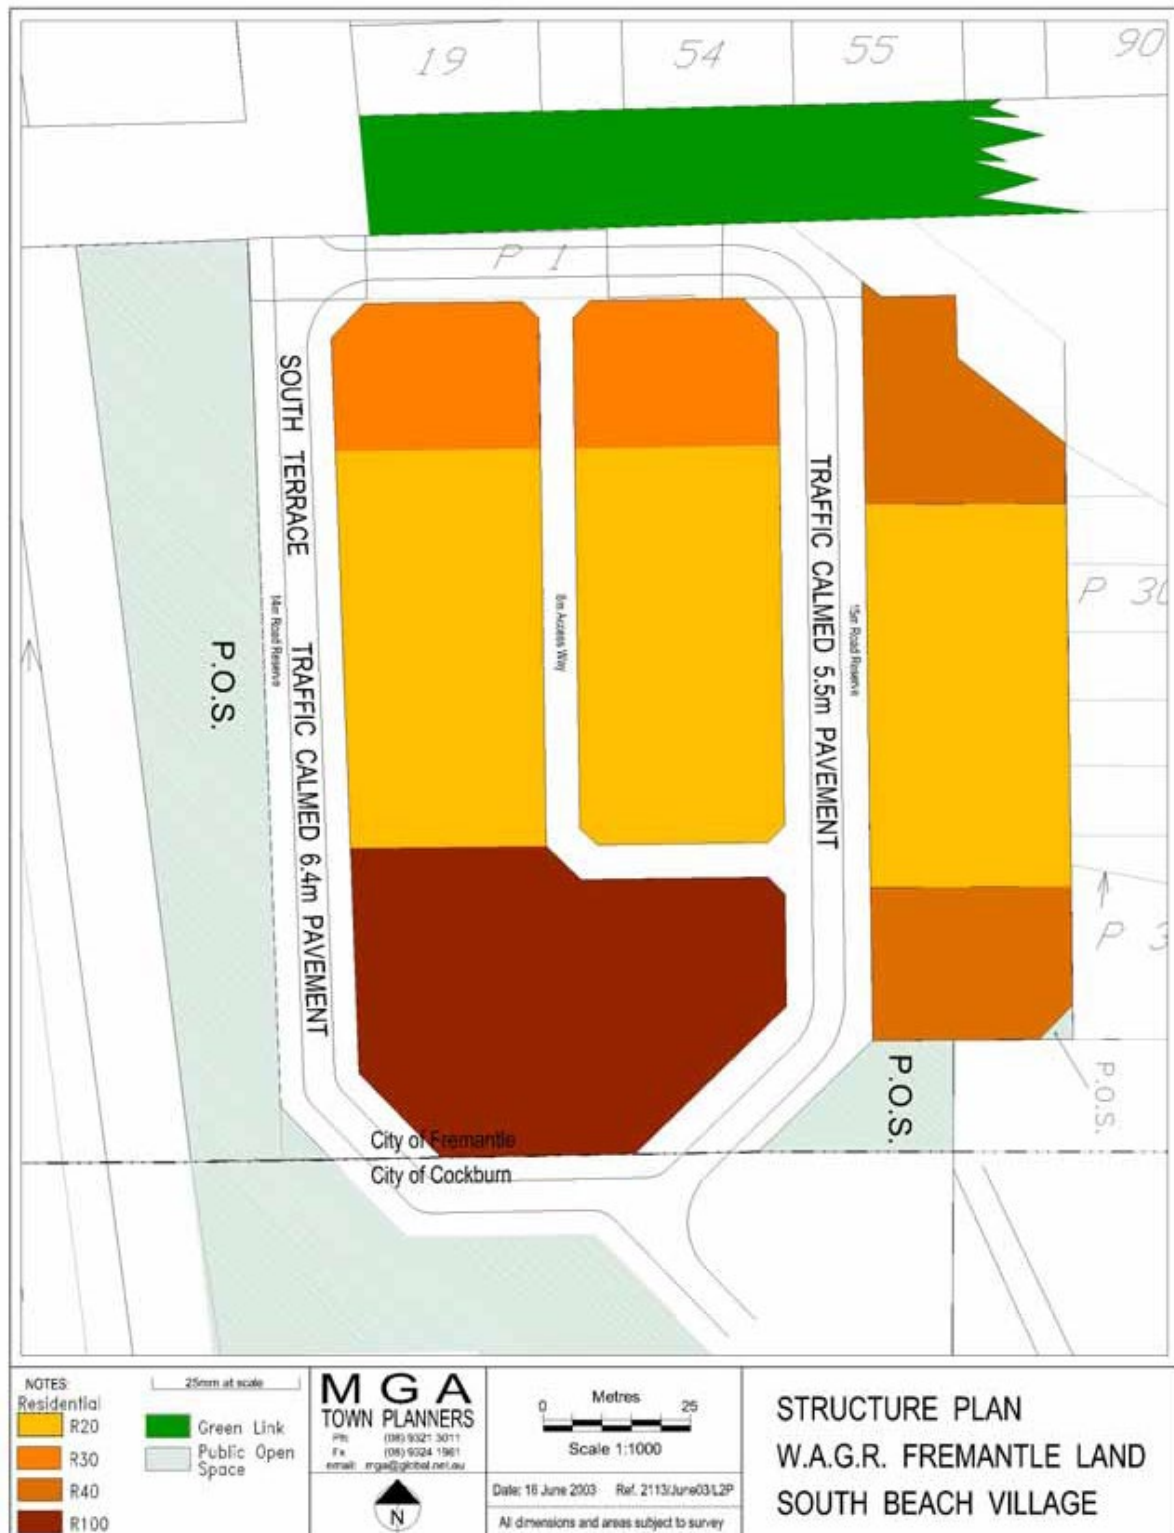 19
54
55
90
P 1
SOUTH TERRACE
TRAFFIC CALMED 6.4m PAVEMENT
14m Road Reserve
8m Access Way
TRAFFIC CALMED 5.5m PAVEMENT
15m Road Reserve
P.O.S.
P 30
P 3
P.O.S.
P.O.S.
City of Fremantle
City of Cockburn
NOTES:
Residential
R20
R30
R40
R100
25mm at scale
Green Link
Public Open
Space
MGA
TOWN PLANNERS
PH: (08) 9321 3011
Fx: (08) 9324 1961
email: mga@global.net.au
N
Metres
0 25
Scale 1:1000
Date: 16 June 2003 Ref. 2113/June03/L2P
All dimensions and areas subject to survey
STRUCTURE PLAN
W.A.G.R. FREMANTLE LAND
SOUTH BEACH VILLAGE